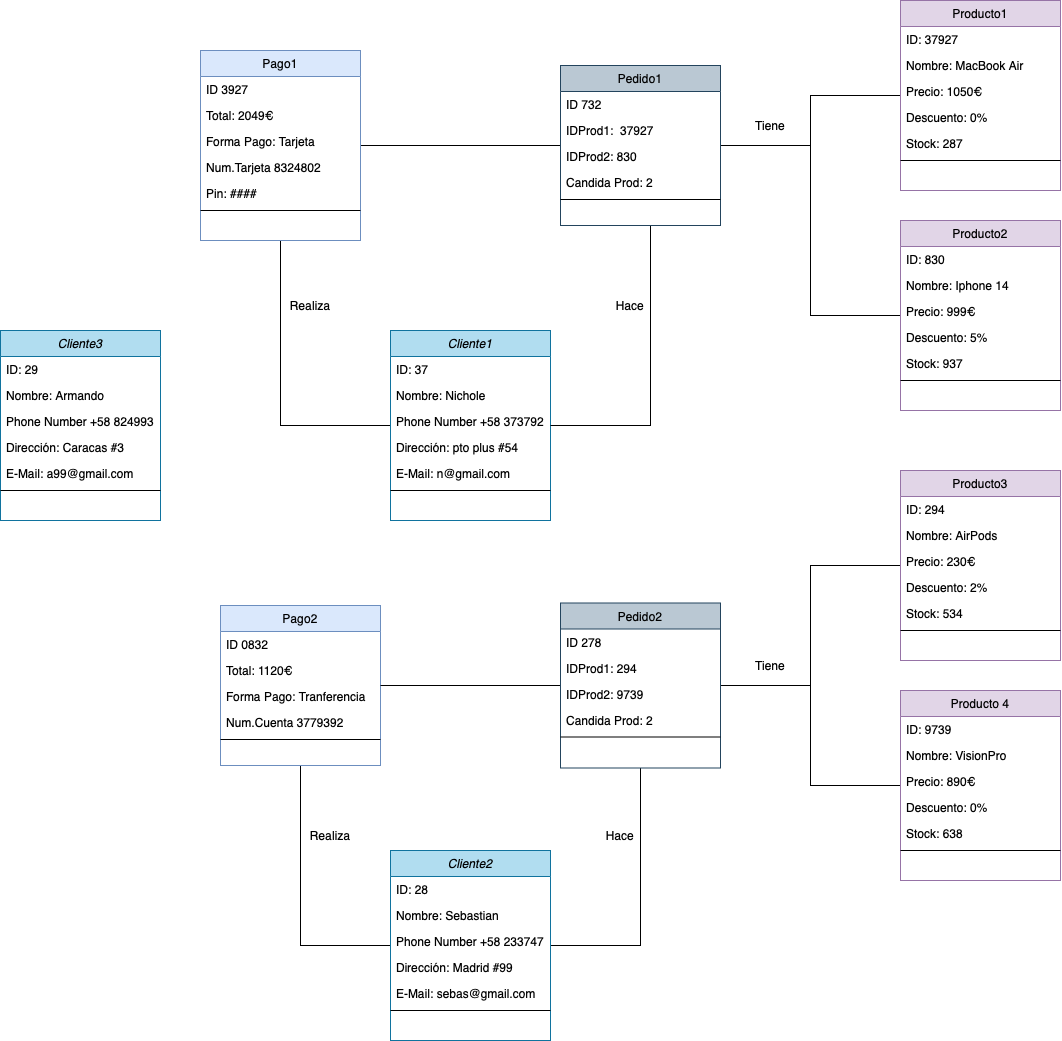 Producto1
ID: 37927
Nombre: MacBook Air
Precio: 1050€
Descuento: 0%
Stock: 287
Pago1
ID 3927
Total: 2049€
Forma Pago: Tarjeta
Num.Tarjeta 8324802
Pin: ####
Pedido1
ID 732
IDProd1:  37927
IDProd2: 830
Candida Prod: 2
Tiene
Producto2
ID: 830
Nombre: Iphone 14
Precio: 999€
Descuento: 5%
Stock: 937
Realiza
Hace
Cliente3
ID: 29
Nombre: Armando
Phone Number +58 824993
Dirección: Caracas #3
E-Mail: a99@gmail.com
Cliente1
ID: 37
Nombre: Nichole
Phone Number +58 373792
Dirección: pto plus #54
E-Mail: n@gmail.com
Producto3
ID: 294
Nombre: AirPods
Precio: 230€
Descuento: 2%
Stock: 534
Pago2
ID 0832
Total: 1120€
Forma Pago: Tranferencia
Num.Cuenta 3779392
Pedido2
ID 278
IDProd1: 294
IDProd2: 9739
Candida Prod: 2
Tiene
Producto 4
ID: 9739
Nombre: VisionPro
Precio: 890€
Descuento: 0%
Stock: 638
Realiza
Hace
Cliente2
ID: 28
Nombre: Sebastian
Phone Number +58 233747
Dirección: Madrid #99
E-Mail: sebas@gmail.com